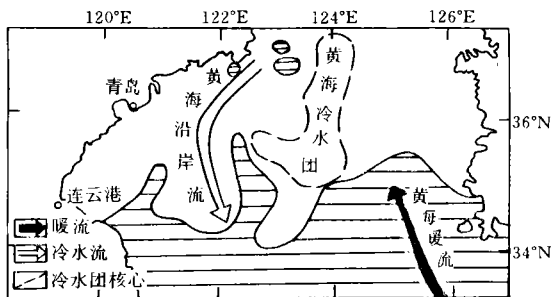 120°E
122°E
124°E
126°E
青岛
黄海沿岸流
黄海冷水团
36°N
连云港
黄每暖流
34°N
暖流
冷水流
冷水团核心